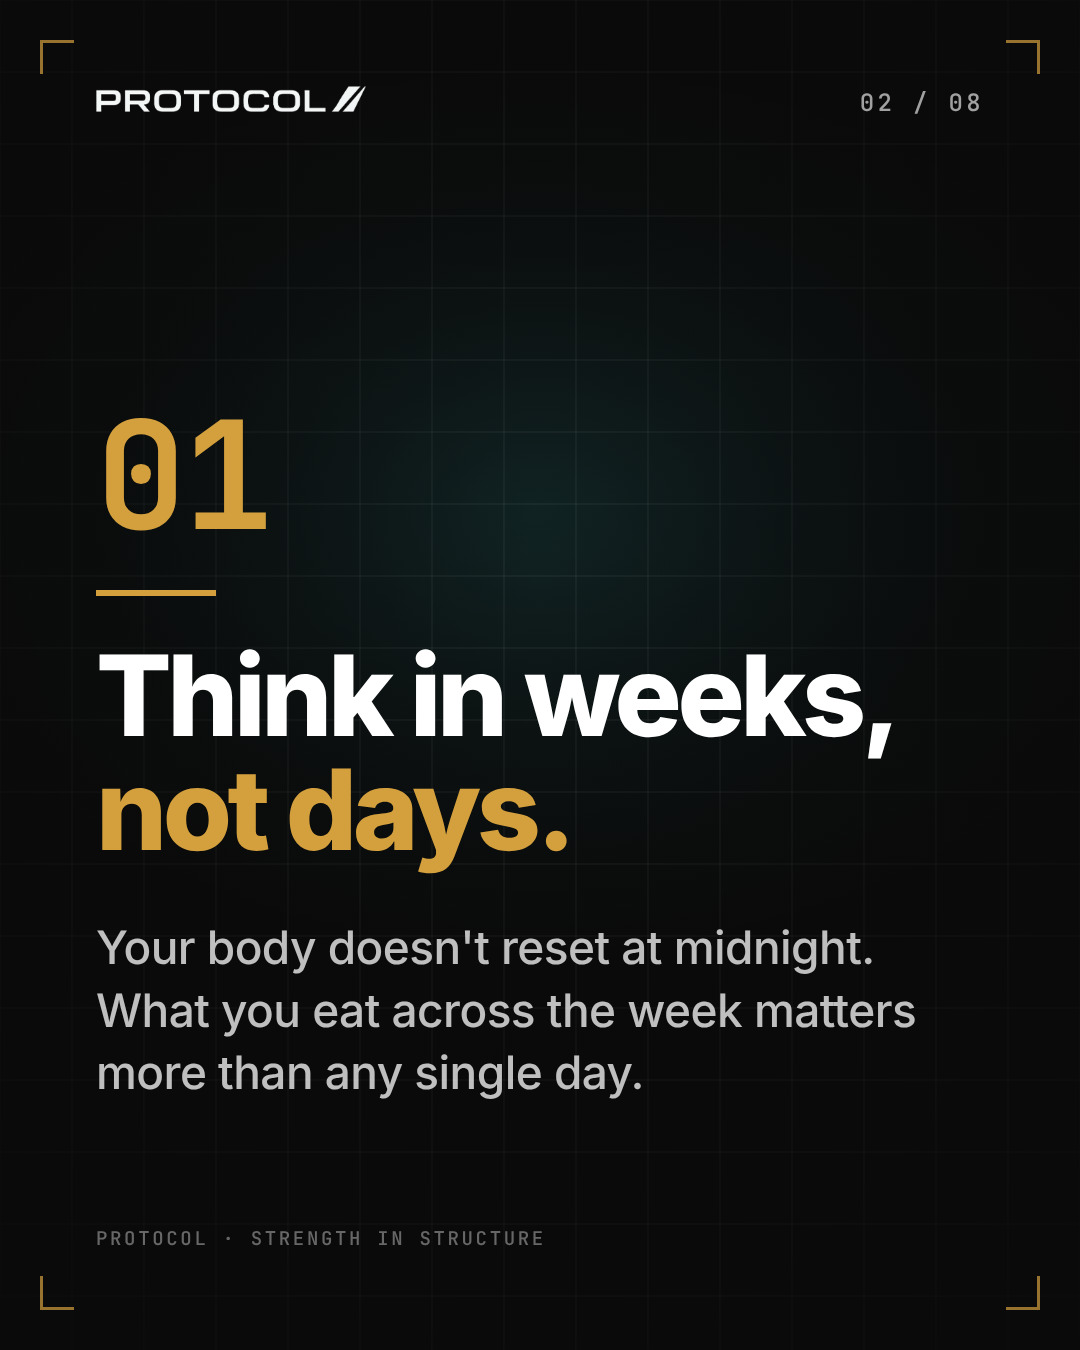 PROTOCOL
02 / 08
01
Think in weeks,
not days.
Your body doesn't reset at midnight.
What you eat across the week matters
more than any single day.
PROTOCOL · STRENGTH IN STRUCTURE